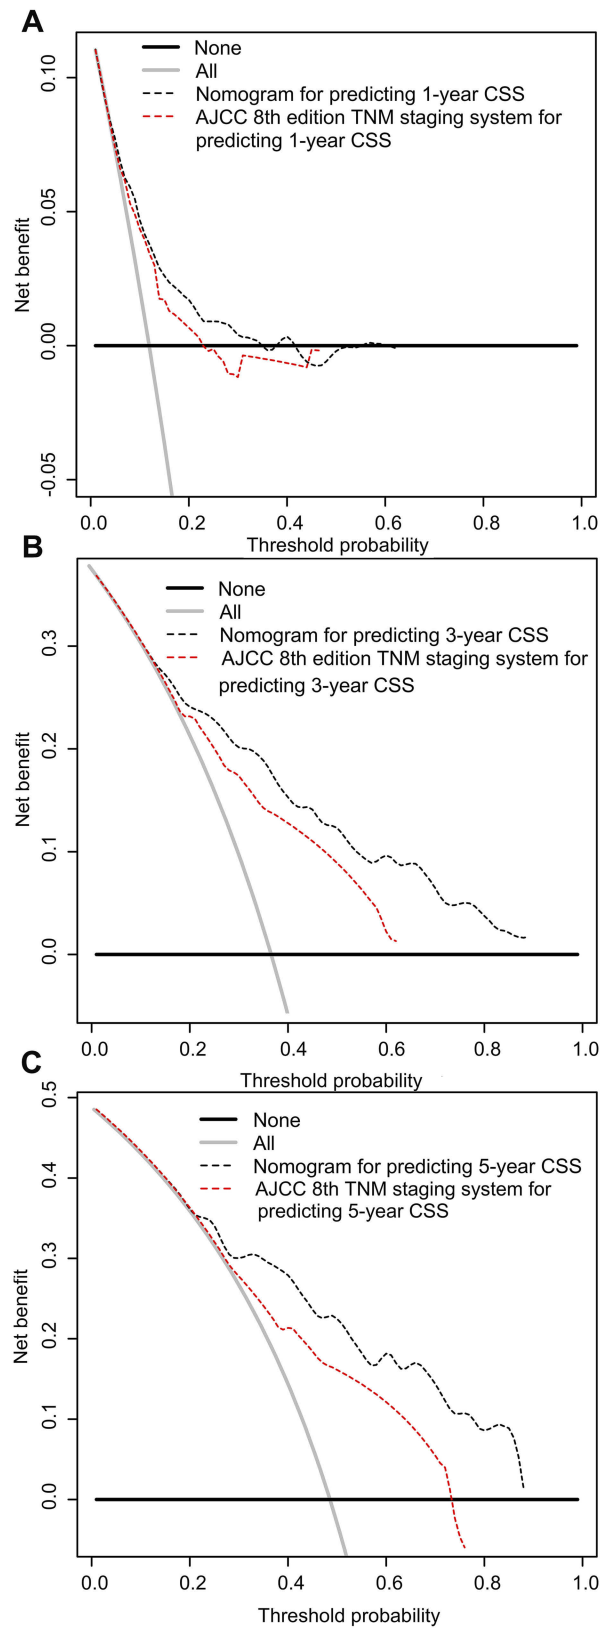 A
None
All
Nomogram for predicting 1-year CSS
AJCC 8th edition TNM staging system for
predicting 1-year CSS
Net benefit
0.10
0.05
0.00
-0.05
0.0 0.2 0.4 0.6 0.8 1.0
Threshold probability
B
None
All
Nomogram for predicting 3-year CSS
AJCC 8th edition TNM staging system for
predicting 3-year CSS
Net benefit
0.3
0.2
0.1
0.0
0.0 0.2 0.4 0.6 0.8 1.0
Threshold probability
C
None
All
Nomogram for predicting 5-year CSS
AJCC 8th TNM staging system for
predicting 5-year CSS
Net benefit
0.5
0.4
0.3
0.2
0.1
0.0
0.0 0.2 0.4 0.6 0.8 1.0
Threshold probability